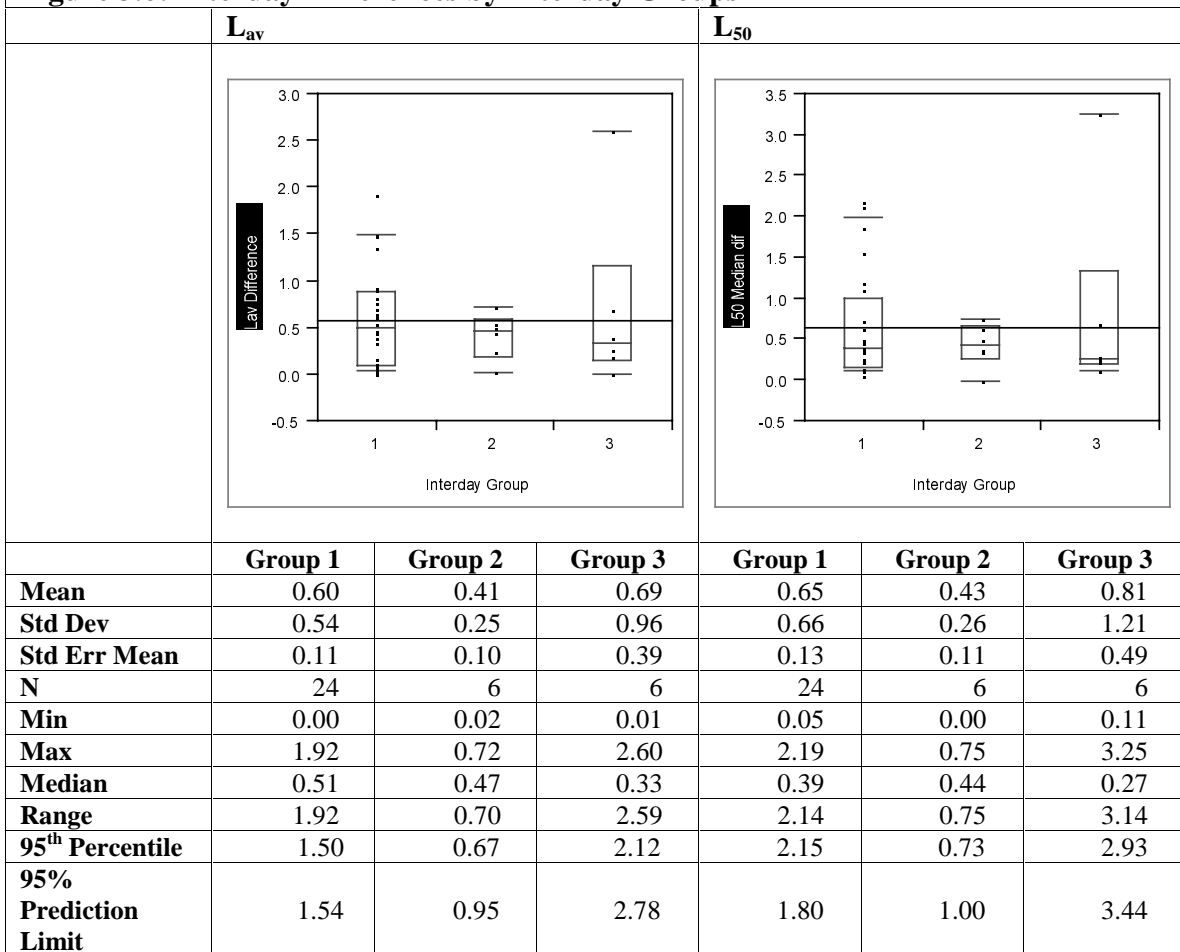 Figure Interday Differences by Interday Groups
Lav L50
3.0
2.5
2.0
1.5
1.0
0.5
0.0
-0.5
Lav Difference
1 2 3
Interday Group
3.5
3.0
2.5
2.0
1.5
1.0
0.5
0.0
-0.5
L50 Median dif
1 2 3
Interday Group
Group 1 Group 2 Group 3 Group 1 Group 2 Group 3
Mean 0.60 0.41 0.69 0.65 0.43 0.81
Std Dev 0.54 0.25 0.96 0.66 0.26 1.21
Std Err Mean 0.11 0.10 0.39 0.13 0.11 0.49
N 24 6 6 24 6 6
Min 0.00 0.02 0.01 0.05 0.00 0.11
Max 1.92 0.72 2.60 2.19 0.75 3.25
Median 0.51 0.47 0.33 0.39 0.44 0.27
Range 1.92 0.70 2.59 2.14 0.75 3.14
95th Percentile 1.50 0.67 2.12 2.15 0.73 2.93
95%
Prediction 1.54 0.95 2.78 1.80 1.00 3.44
Limit